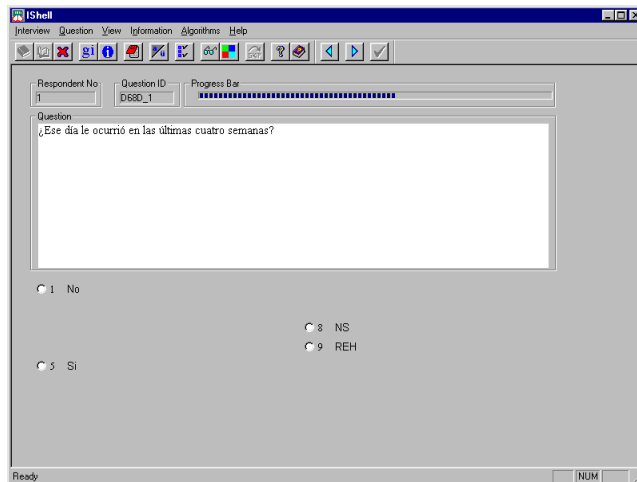 IShell
Interview Question View Information Algorithms Help
gi
Respondent No
1
Question ID
D68D_1
Progress Bar
Question
¿Ese día le ocurrió en las últimas cuatro semanas?
1 No
8 NS
9 REH
5 Si
Ready
NUM